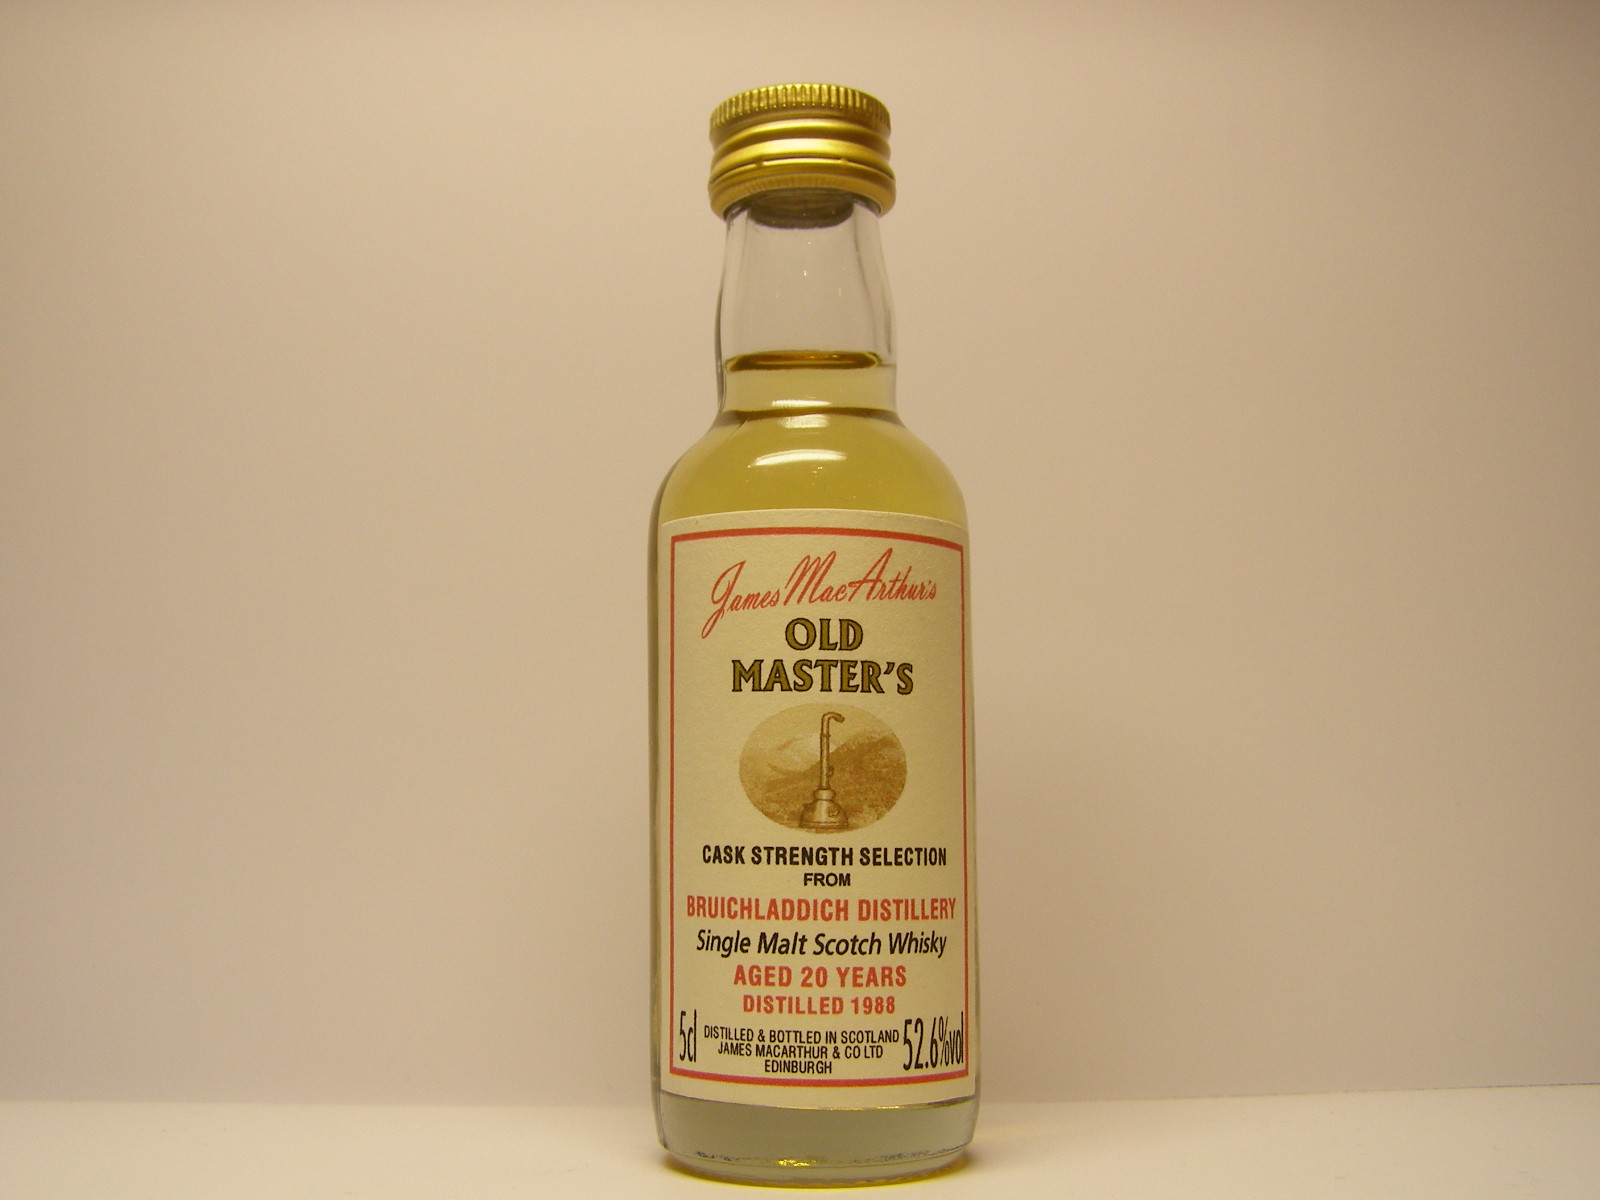 James MacArthur's
OLD
MASTER'S
CASK STRENGTH SELECTION
FROM
BRUICHLADDICH DISTILLERY
Single Malt Scotch Whisky
AGED 20 YEARS
DISTILLED 1988
5cl
DISTILLED & BOTTLED IN SCOTLAND
JAMES MACARTHUR & CO LTD
EDINBURGH
52.6%vol